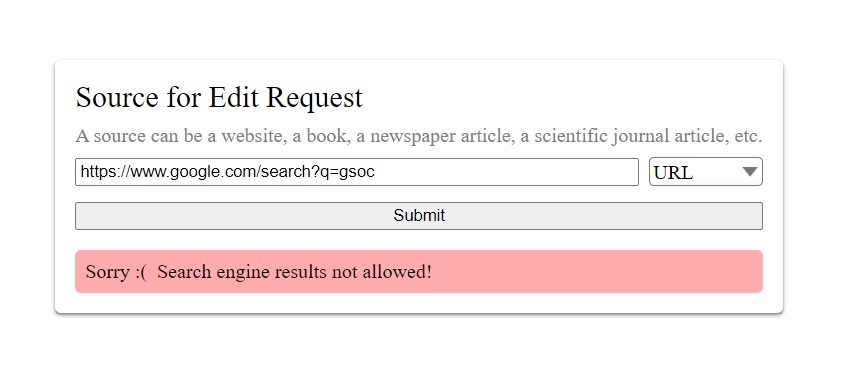 Source for Edit Request
A source can be a website, a book, a newspaper article, a scientific journal article, etc.
https://www.google.com/search?q=gsoc URL
Submit
Sorry :(  Search engine results not allowed!